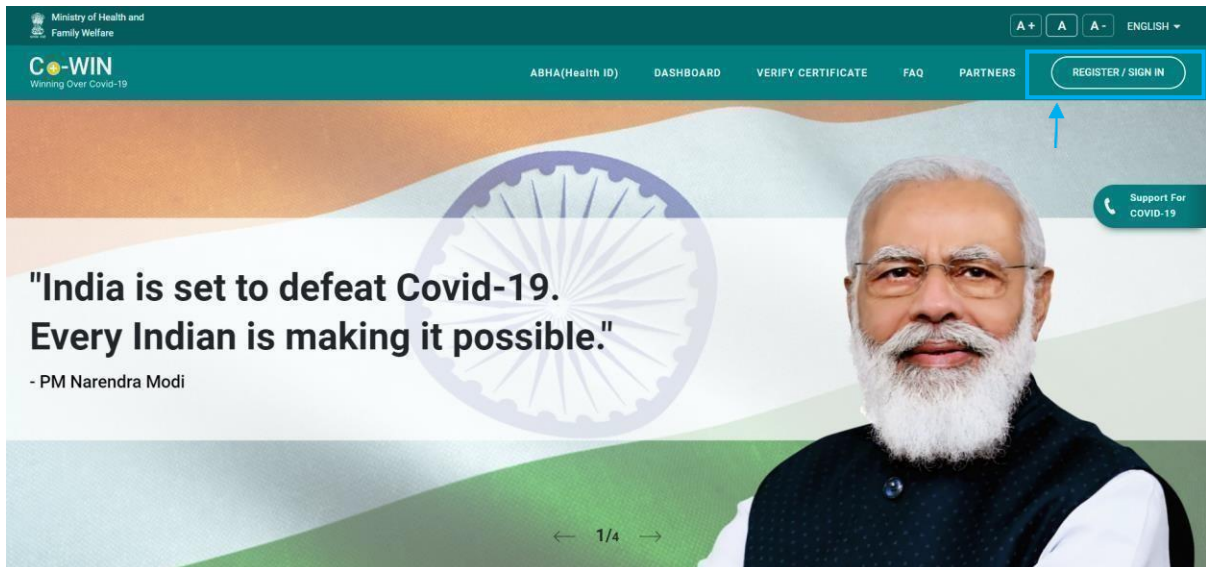 Ministry of Health and
Family Welfare
A+ A A- ENGLISH
Co-WIN
Winning Over Covid-19
ABHA(Health ID) DASHBOARD VERIFY CERTIFICATE FAQ PARTNERS REGISTER / SIGN IN
Support For
COVID-19
"India is set to defeat Covid-19.
Every Indian is making it possible."
- PM Narendra Modi
1/4